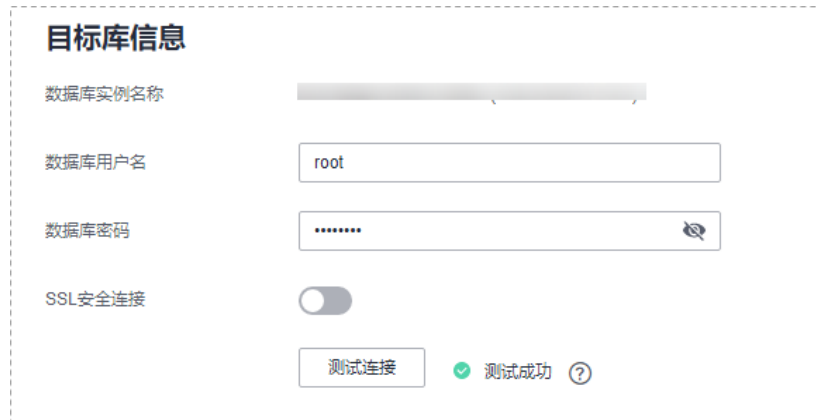 目标库信息
数据库实例名称
数据库用户名 root
数据库密码 ••••••••
SSL安全连接
测试连接 测试成功